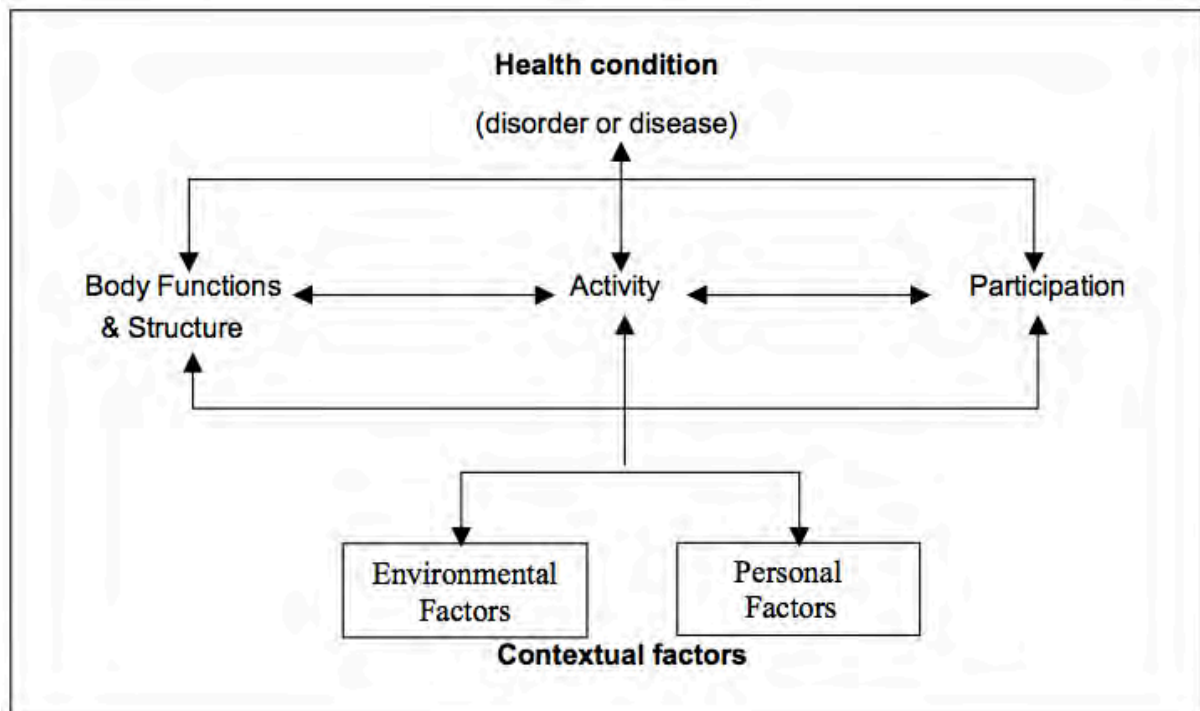 Health condition
(disorder or disease)
Body Functions
& Structure
Activity
Participation
Environmental
Factors
Personal
Factors
Contextual factors